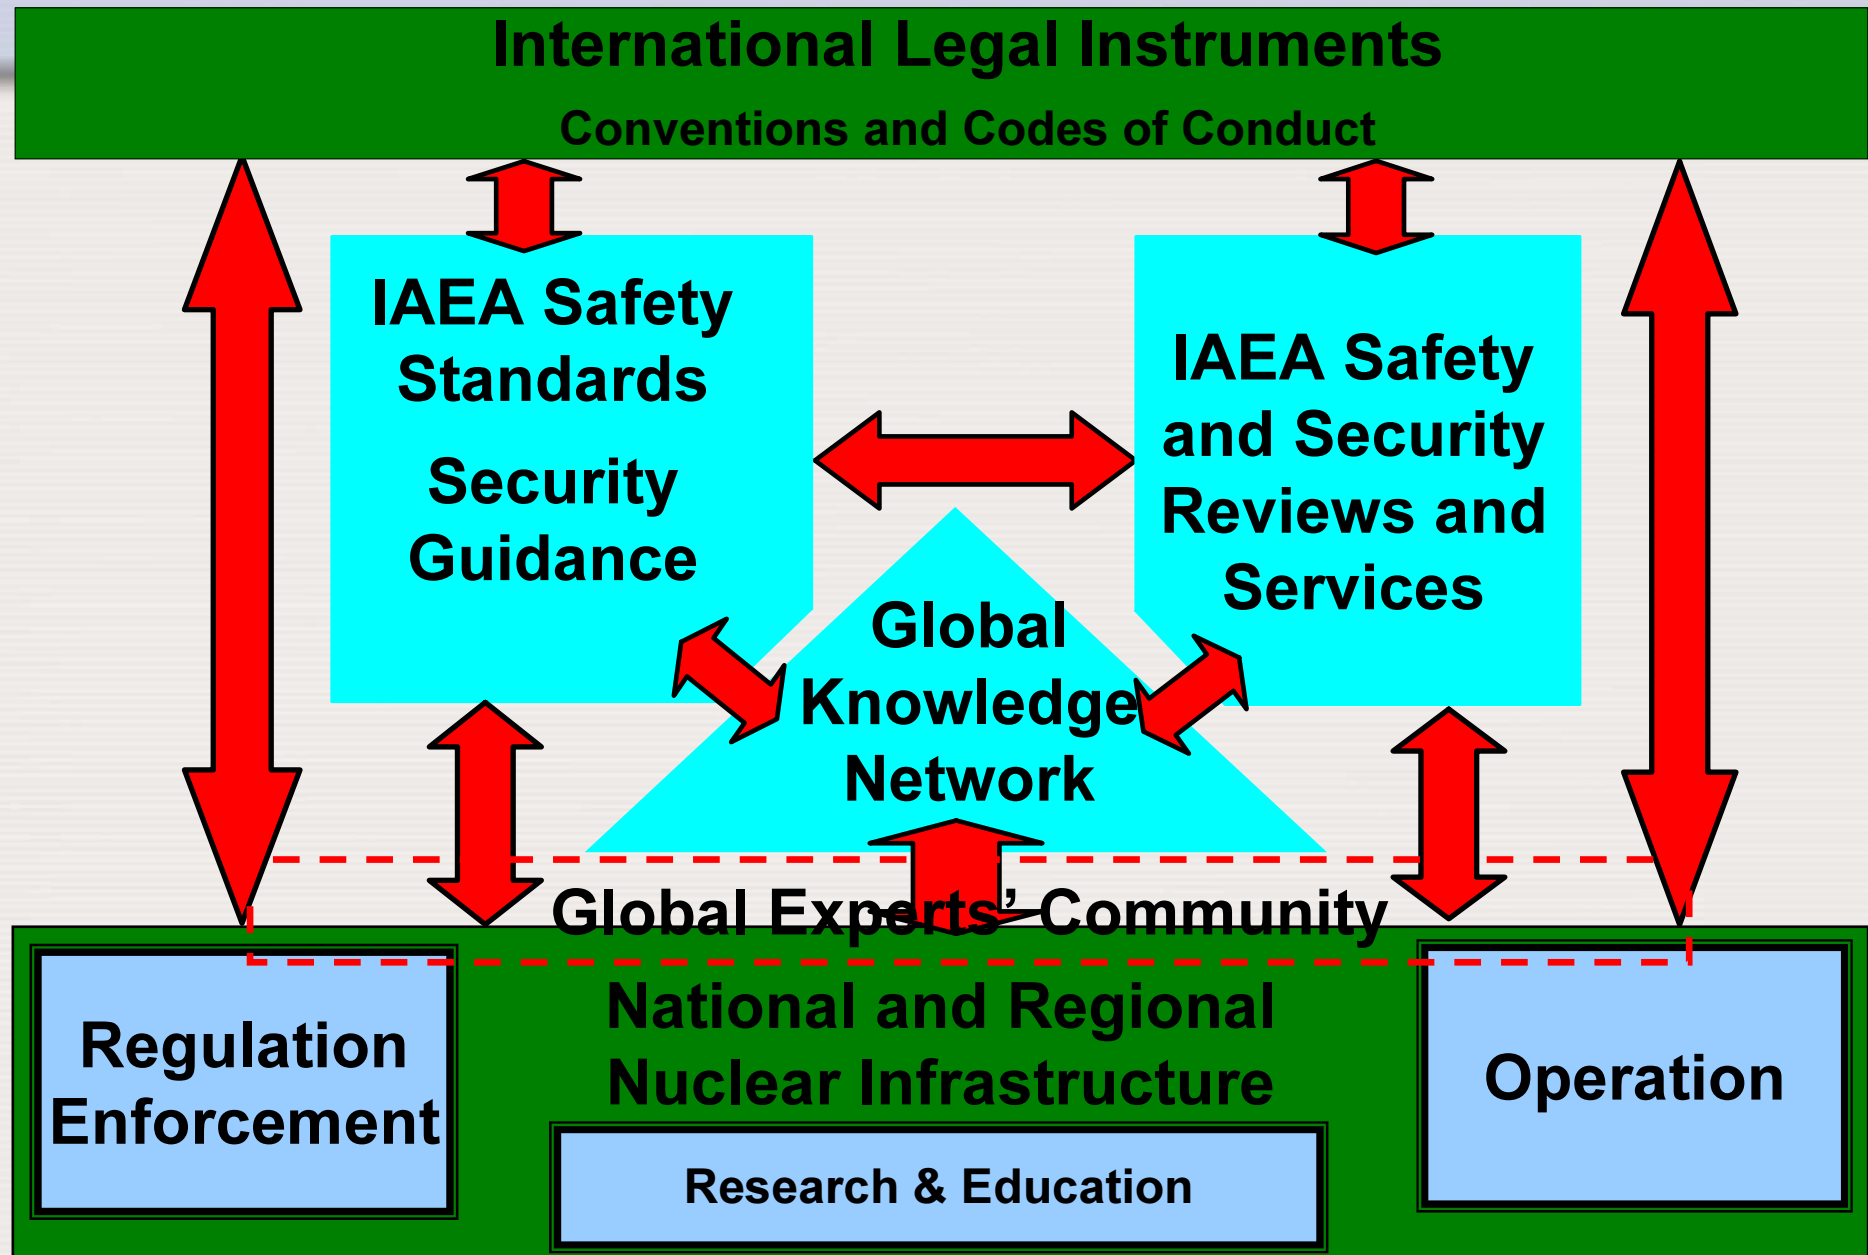 International Legal Instruments
Conventions and Codes of Conduct
IAEA Safety
Standards
Security
Guidance
IAEA Safety
and Security
Reviews and
Services
Global
Knowledge
Network
Global Experts’ Community
National and Regional
Nuclear Infrastructure
Regulation
Enforcement
Research & Education
Operation